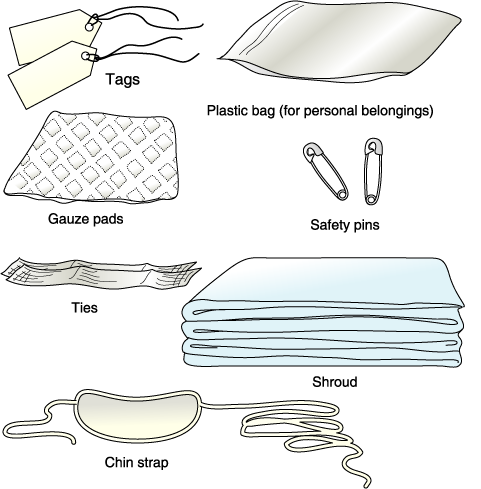 Tags
Plastic bag (for personal belongings)
Gauze pads
Safety pins
Ties
Shroud
Chin strap